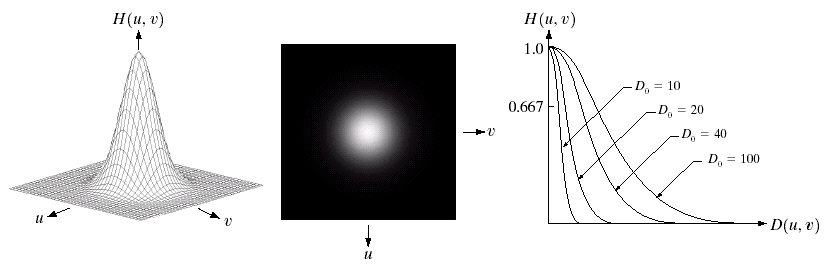 H(u, v)
u
v
v
u
H(u, v)
1.0
0.667
D₀ = 10
D₀ = 20
D₀ = 40
D₀ = 100
D(u, v)